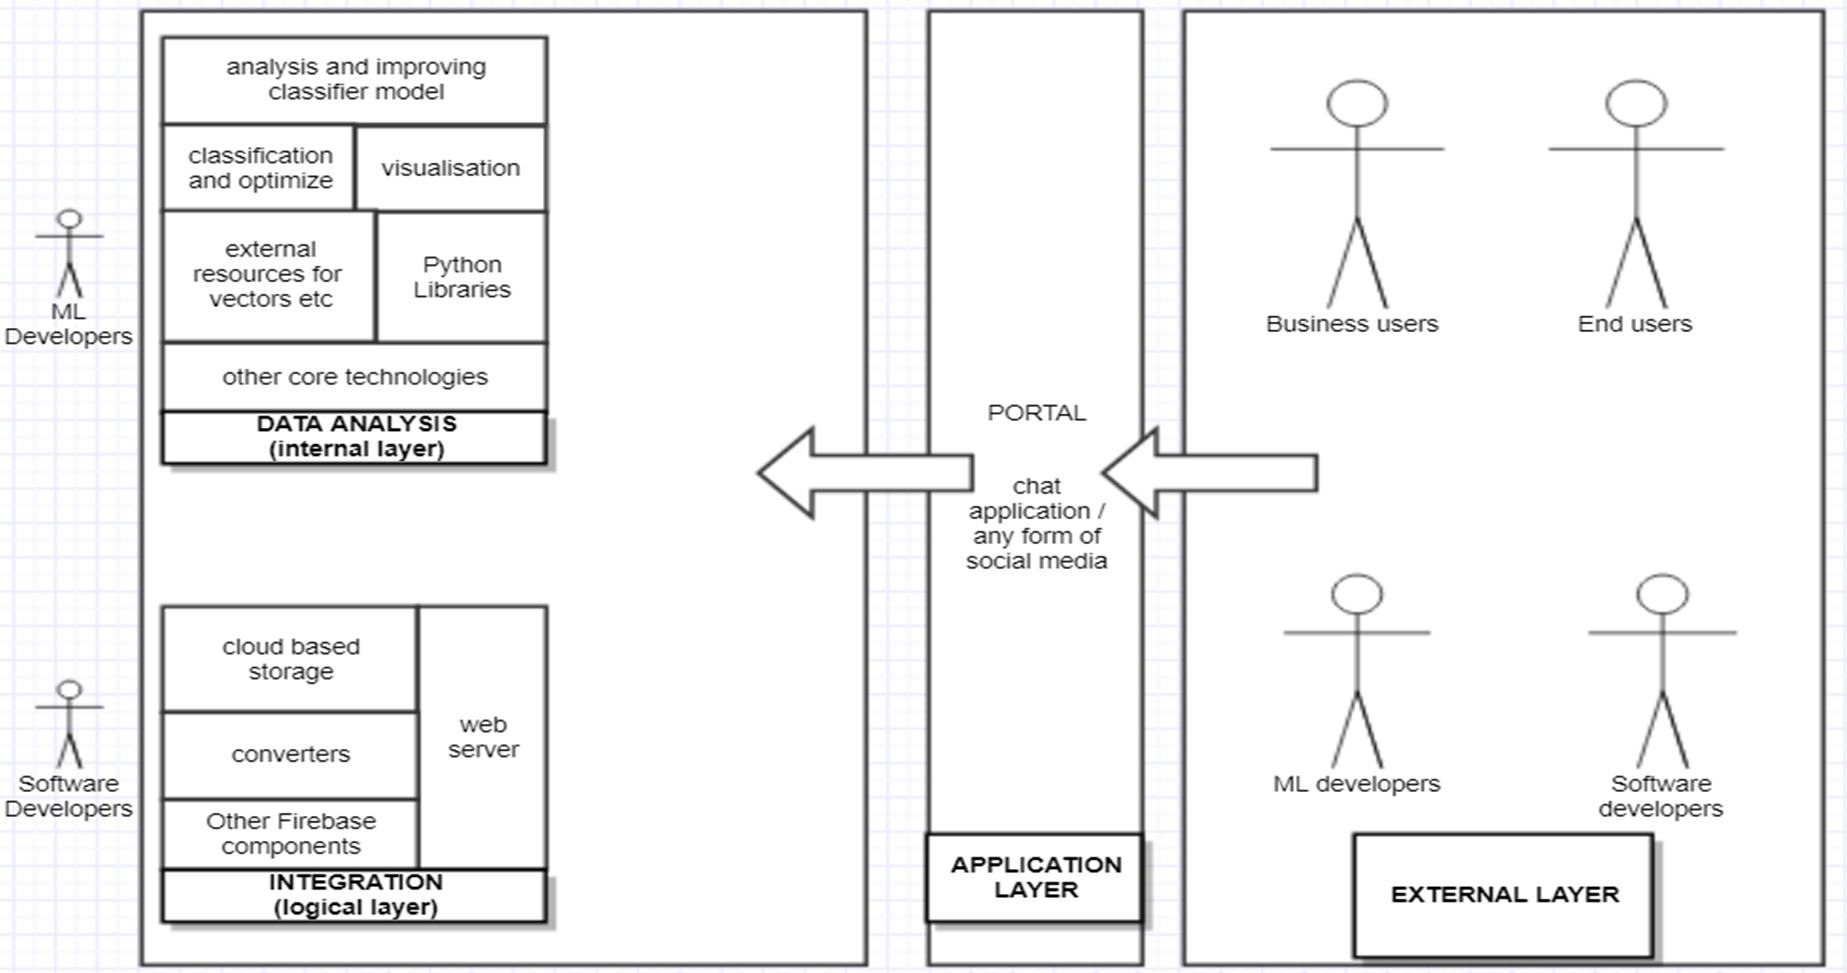 analysis and improving
classifier model
classification
and optimize
visualisation
external
resources for
vectors etc
Python
Libraries
other core technologies
DATA ANALYSIS
(internal layer)
ML
Developers
cloud based
storage
web
server
converters
Other Firebase
components
INTEGRATION
(logical layer)
Software
Developers
PORTAL
chat
application /
any form of
social media
APPLICATION
LAYER
Business users
End users
ML developers
Software
developers
EXTERNAL LAYER